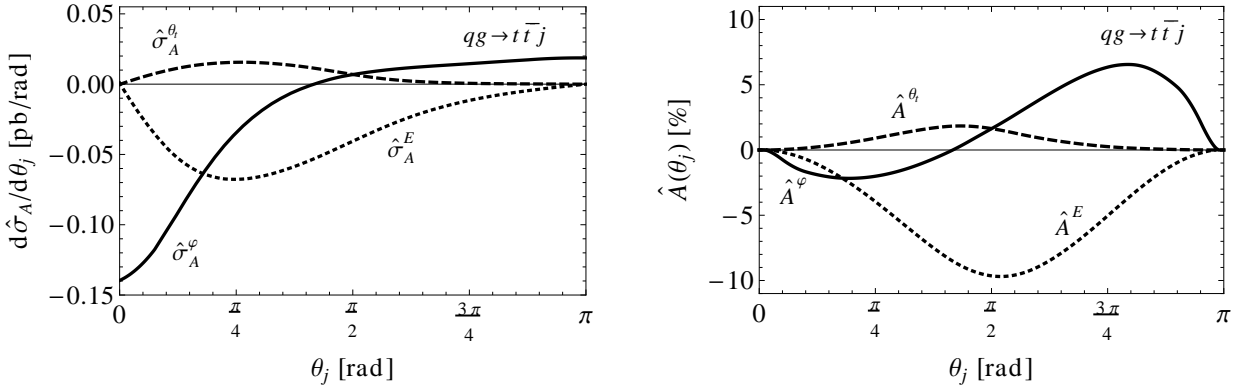 0.05
0.00
−0.05
−0.10
−0.15
dσ̂_A/dθ_j [pb/rad]
σ̂_A^{θ_t}
qg→t t̄ j
σ̂_A^E
σ̂_A^φ
0
π/4
π/2
3π/4
π
θ_j [rad]
10
5
0
−5
−10
Â(θ_j) [%]
qg→t t̄ j
Â^{θ_t}
Â^φ
Â^E
0
π/4
π/2
3π/4
π
θ_j [rad]